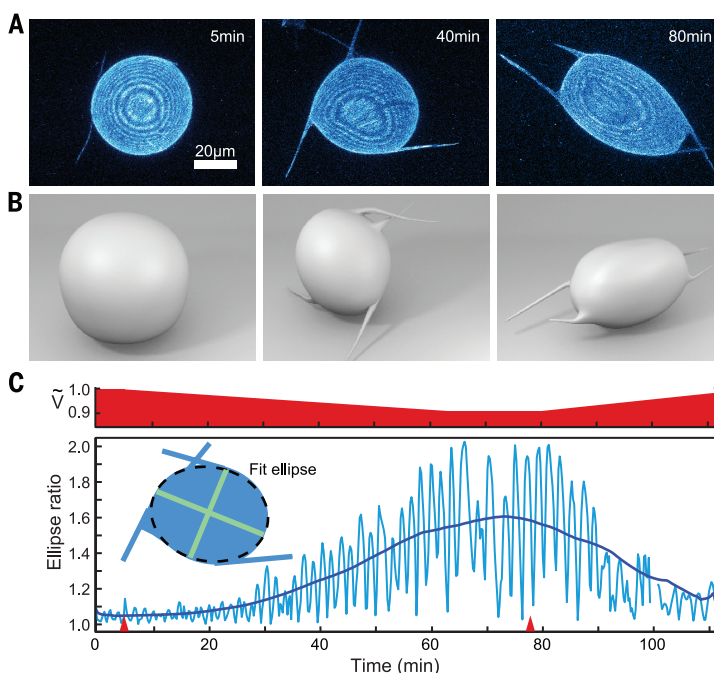 A
5min
40min
80min
20µm
B
C
Ṽ
1.0
0.9
Ellipse ratio
2.0
1.8
1.6
1.4
1.2
1.0
Fit ellipse
0
20
40
60
80
100
Time (min)